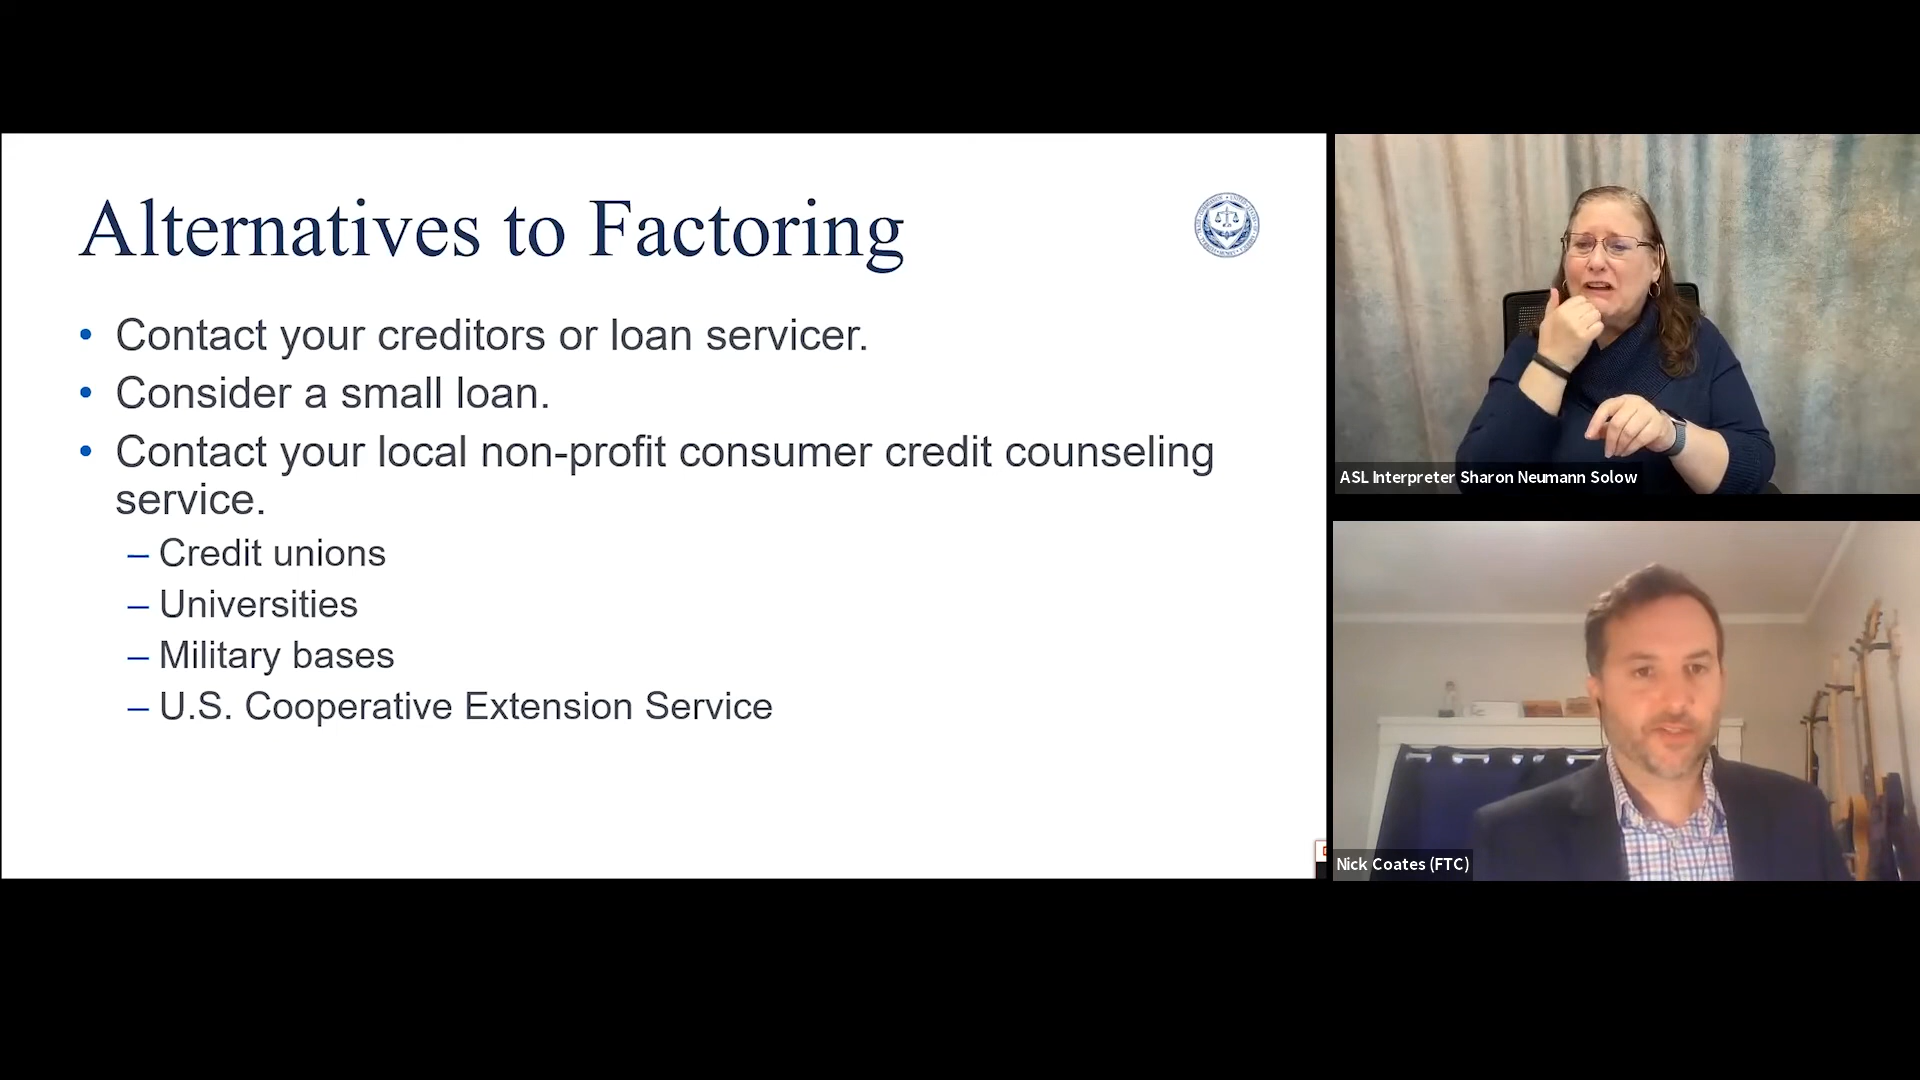 Alternatives to Factoring
• Contact your creditors or loan servicer.
• Consider a small loan.
• Contact your local non-profit consumer credit counseling
service.
– Credit unions
– Universities
– Military bases
– U.S. Cooperative Extension Service
ASL Interpreter Sharon Neumann Solow
Nick Coates (FTC)